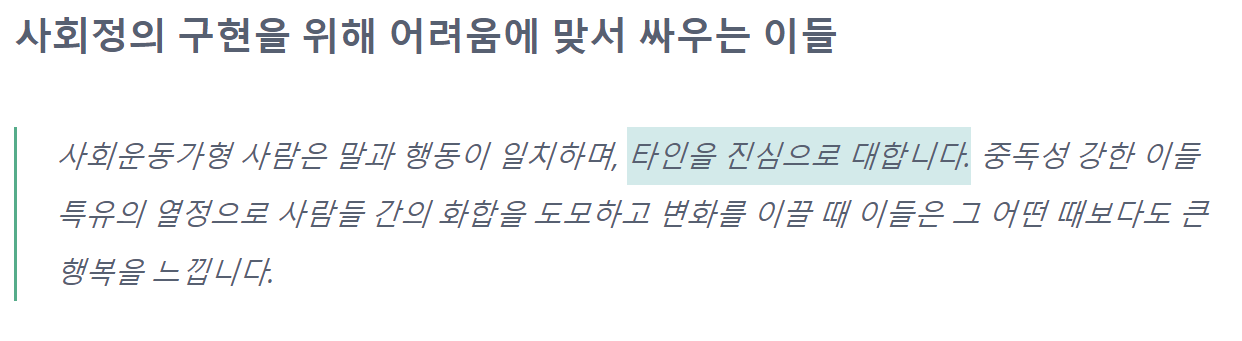 사회정의 구현을 위해 어려움에 맞서 싸우는 이들
사회운동가형 사람은 말과 행동이 일치하며, 타인을 진심으로 대합니다. 중독성 강한 이들
특유의 열정으로 사람들 간의 화합을 도모하고 변화를 이끌 때 이들은 그 어떤 때보다도 큰
행복을 느낍니다.